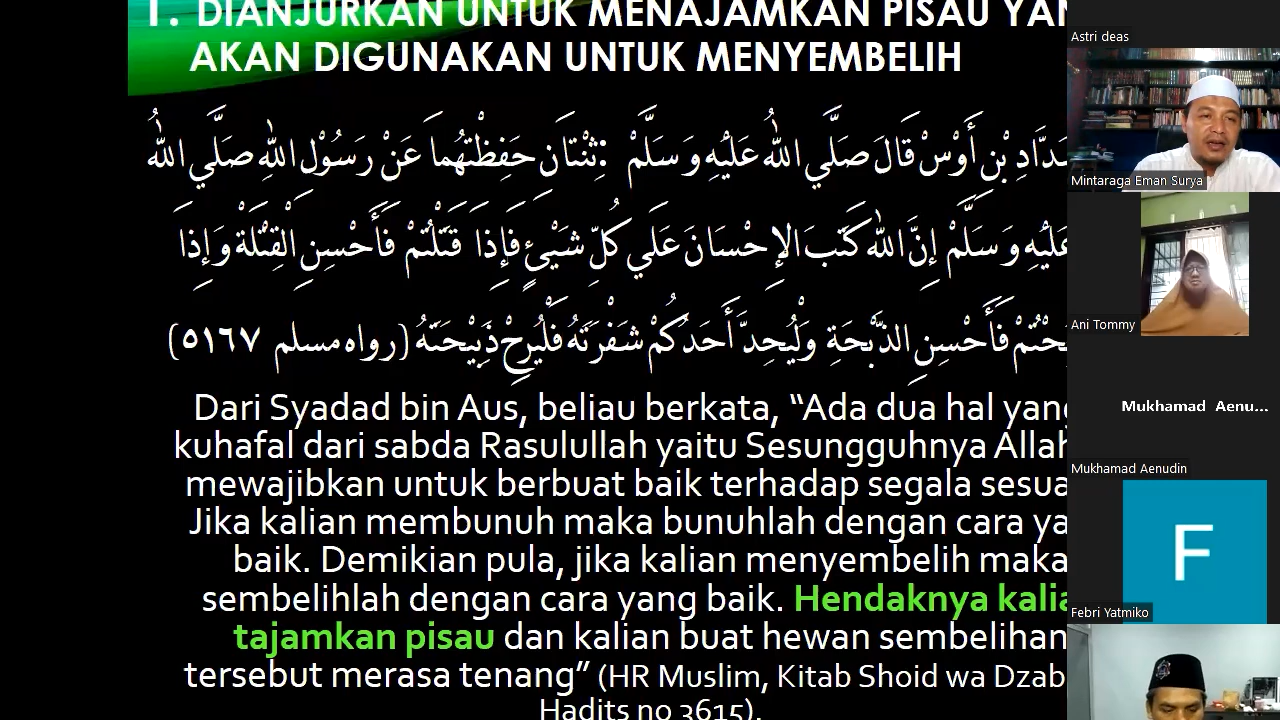 1. DIANJURKAN UNTUK MENAJAMKAN PISAU YAN
AKAN DIGUNAKAN UNTUK MENYEMBELIH
دَّادِ بْنِ أَوْسْ قَالَ صَلَّي اللهُ عَلَيْهِ وَ سَلَّمْ :ثِنْتَانِ حَفِظْتَهُمَا عَنْ رَسُوْلِ اللهِ صَلَّي اللهُ
عَلَيْهِ وَ سَلَّمْ إِنَّ اللهَ كَتَبَ الإِحْسَانَ عَلَي كُلِّ شَيْئٍ فَإِذَا قَتَلْتُمْ فَأَحْسِنِ الْقِتْلَةَ وَإِذَا
حْتُمْ فَأَحْسِنِ الذَّبْحَةِ وَلْيُحِدَّ أَحَدَكُمْ شَفْرَتَهُ فَلْيُرِحْ ذَبِيْحَتَهُ (رواه مسلم ٥١٦٧)
Dari Syadad bin Aus, beliau berkata, “Ada dua hal yang
kuhafal dari sabda Rasulullah yaitu Sesungguhnya Allah
mewajibkan untuk berbuat baik terhadap segala sesua
Jika kalian membunuh maka bunuhlah dengan cara ya
baik. Demikian pula, jika kalian menyembelih maka
sembelihlah dengan cara yang baik. Hendaknya kalia
tajamkan pisau dan kalian buat hewan sembelihan
tersebut merasa tenang” (HR Muslim, Kitab Shoid wa Dzab
Hadits no 3615).
Astri deas
Mintaraga Eman Surya
Ani Tommy
Mukhamad Aenu...
Mukhamad Aenudin
F
Febri Yatmiko